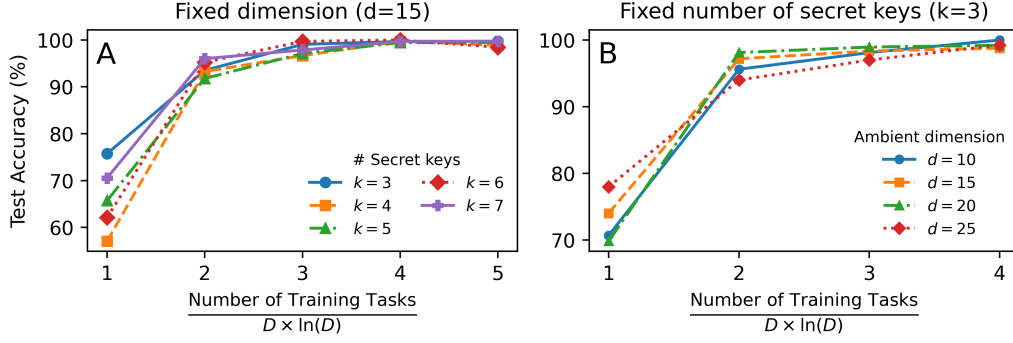 Fixed dimension (d=15)
A
Test Accuracy (%)
100
90
80
70
60
# Secret keys
k = 3
k = 4
k = 5
k = 6
k = 7
1
2
3
4
5
Number of Training Tasks
D × ln(D)
Fixed number of secret keys (k=3)
B
100
90
80
70
Ambient dimension
d = 10
d = 15
d = 20
d = 25
1
2
3
4
Number of Training Tasks
D × ln(D)